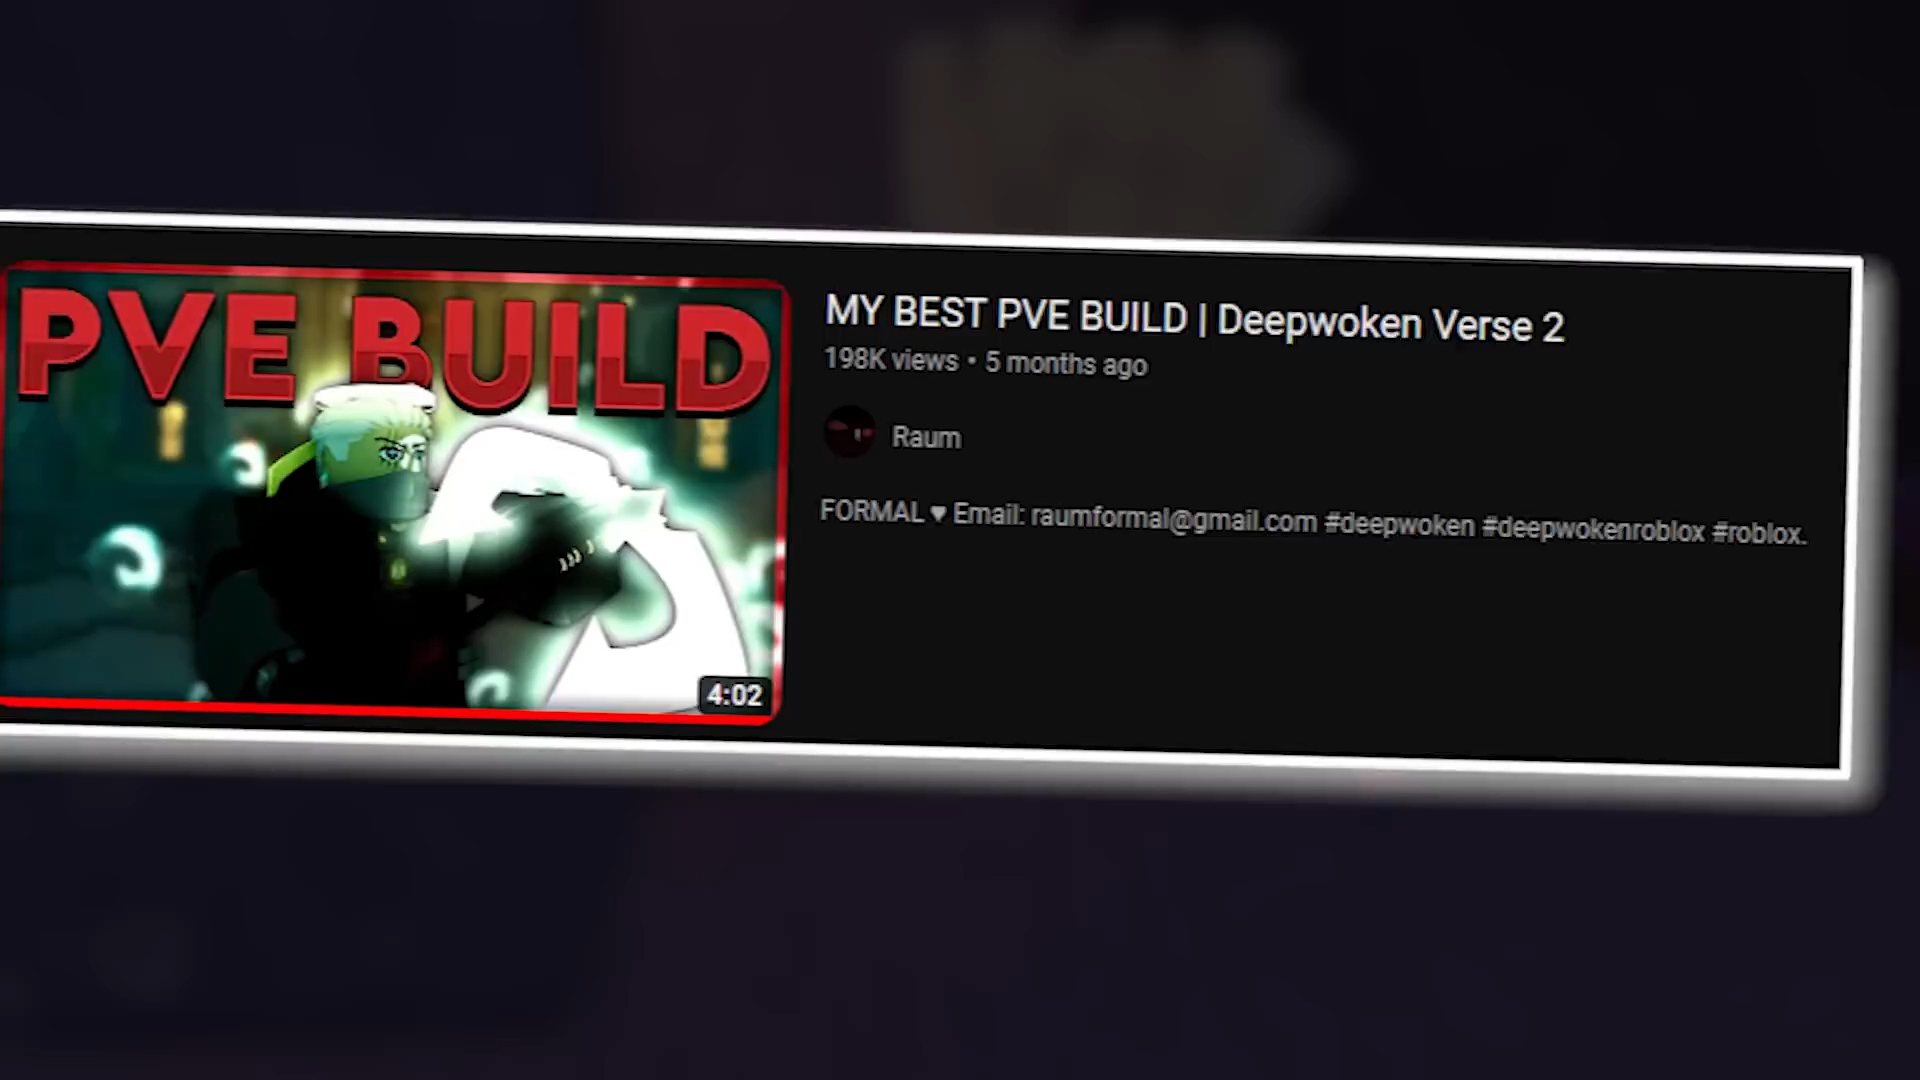 PVE BUILD
4:02
MY BEST PVE BUILD | Deepwoken Verse 2
198K views • 5 months ago
Raum
FORMAL ♥ Email: raumformal@gmail.com #deepwoken #deepwokenroblox #roblox.